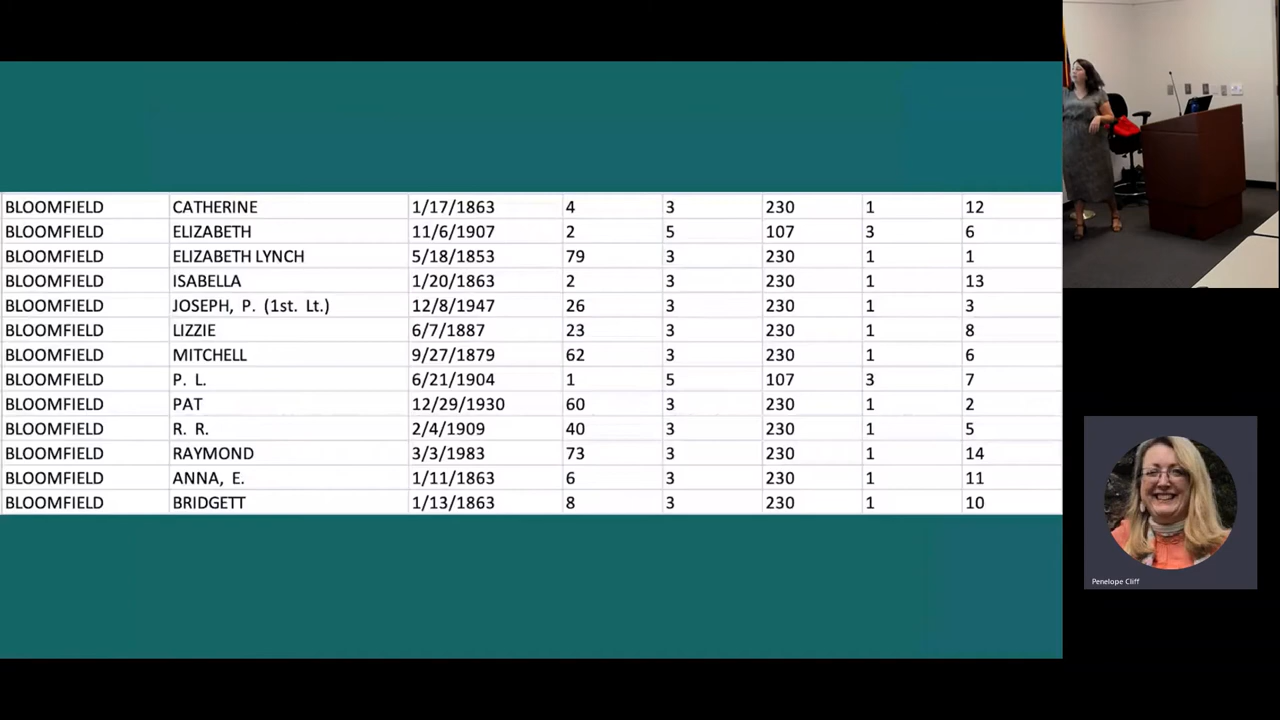 BLOOMFIELD CATHERINE 1/17/1863 4 3 230 1 12
BLOOMFIELD ELIZABETH 11/6/1907 2 5 107 3 6
BLOOMFIELD ELIZABETH LYNCH 5/18/1853 79 3 230 1 1
BLOOMFIELD ISABELLA 1/20/1863 2 3 230 1 13
BLOOMFIELD JOSEPH, P. (1st. Lt.) 12/8/1947 26 3 230 1 3
BLOOMFIELD LIZZIE 6/7/1887 23 3 230 1 8
BLOOMFIELD MITCHELL 9/27/1879 62 3 230 1 6
BLOOMFIELD P. L. 6/21/1904 1 5 107 3 7
BLOOMFIELD PAT 12/29/1930 60 3 230 1 2
BLOOMFIELD R. R. 2/4/1909 40 3 230 1 5
BLOOMFIELD RAYMOND 3/3/1983 73 3 230 1 14
BLOOMFIELD ANNA, E. 1/11/1863 6 3 230 1 11
BLOOMFIELD BRIDGETT 1/13/1863 8 3 230 1 10
Penelope Cliff